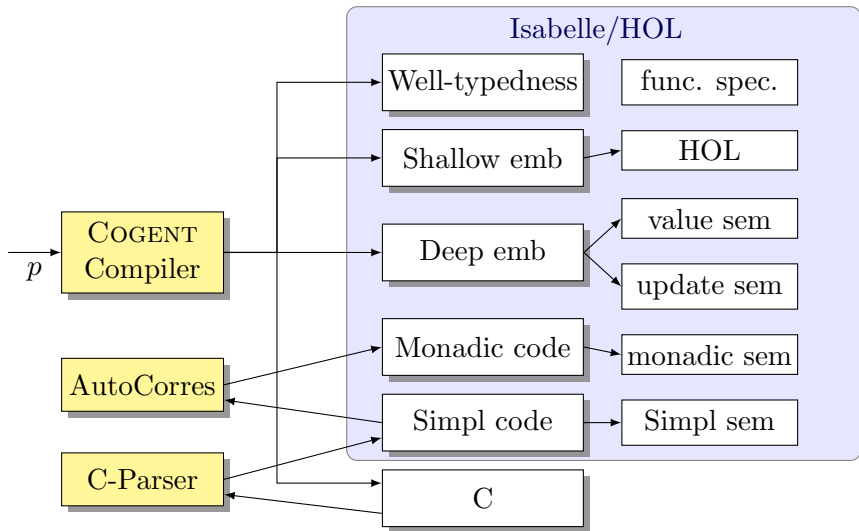 Isabelle/HOL
Well-typedness
func. spec.
Shallow emb
HOL
COGENT
Compiler
p
Deep emb
value sem
update sem
AutoCorres
Monadic code
monadic sem
Simpl code
Simpl sem
C-Parser
C